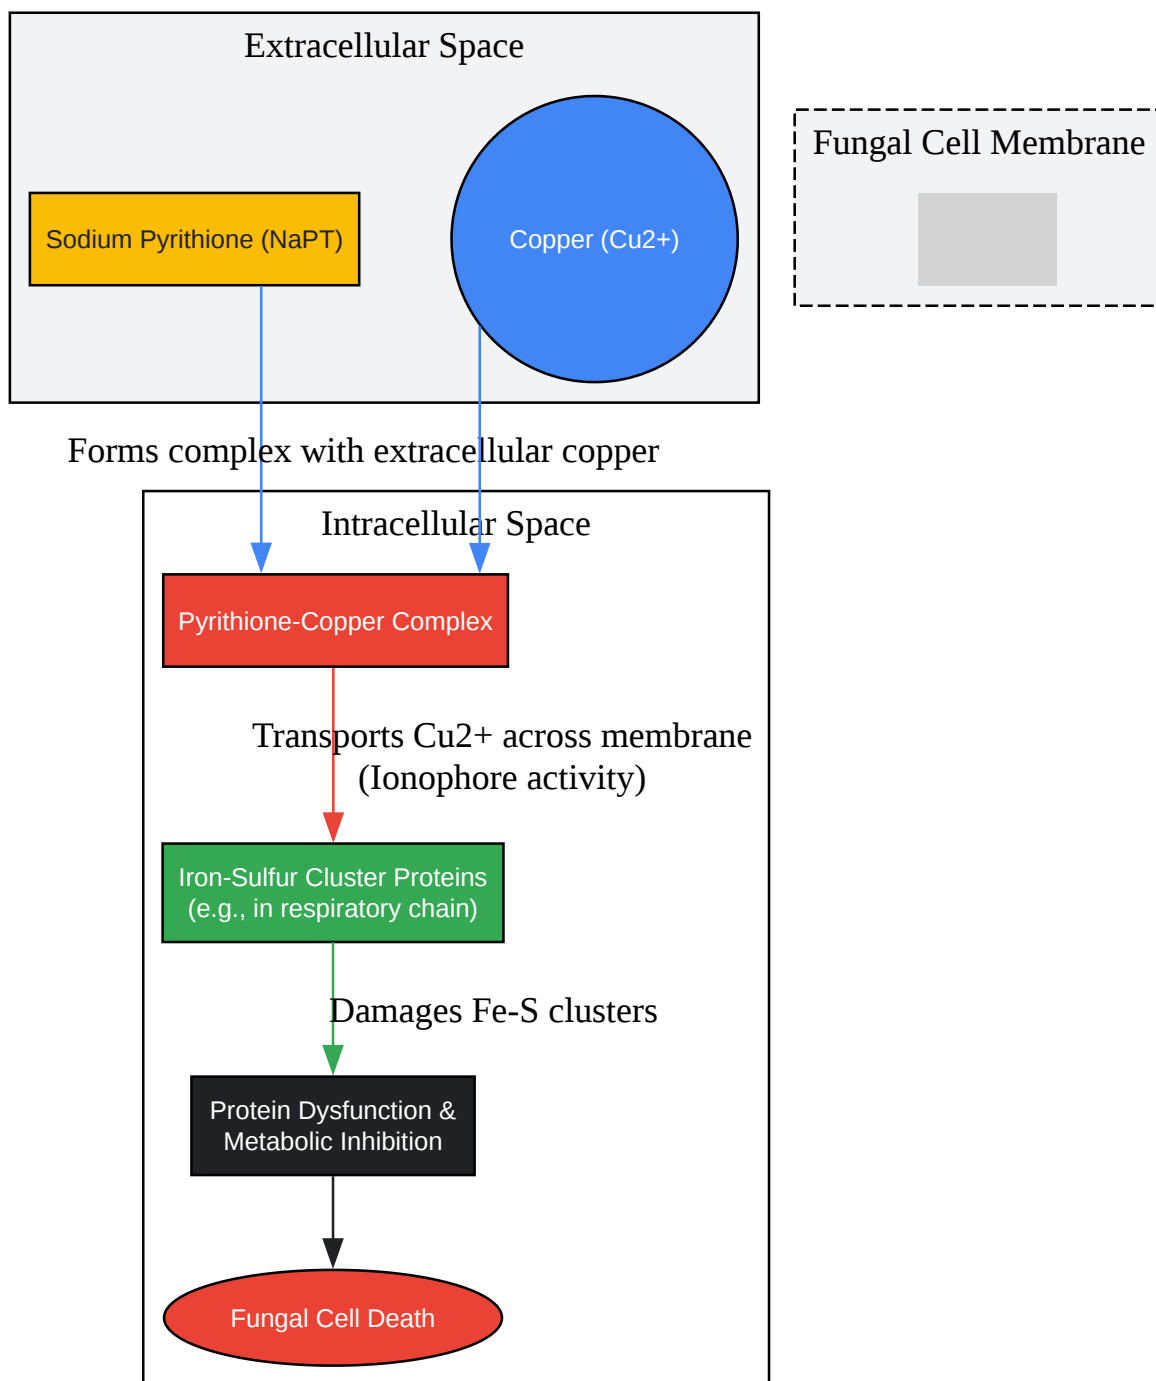 Extracellular Space
Fungal Cell Membrane
Sodium Pyrithione (NaPT)
Copper (Cu2+)
Forms complex with extracellular copper
Intracellular Space
Pyrithione-Copper Complex
Transports Cu2+ across membrane
(Ionophore activity)
Iron-Sulfur Cluster Proteins
(e.g., in respiratory chain)
Damages Fe-S clusters
Protein Dysfunction &
Metabolic Inhibition
Fungal Cell Death